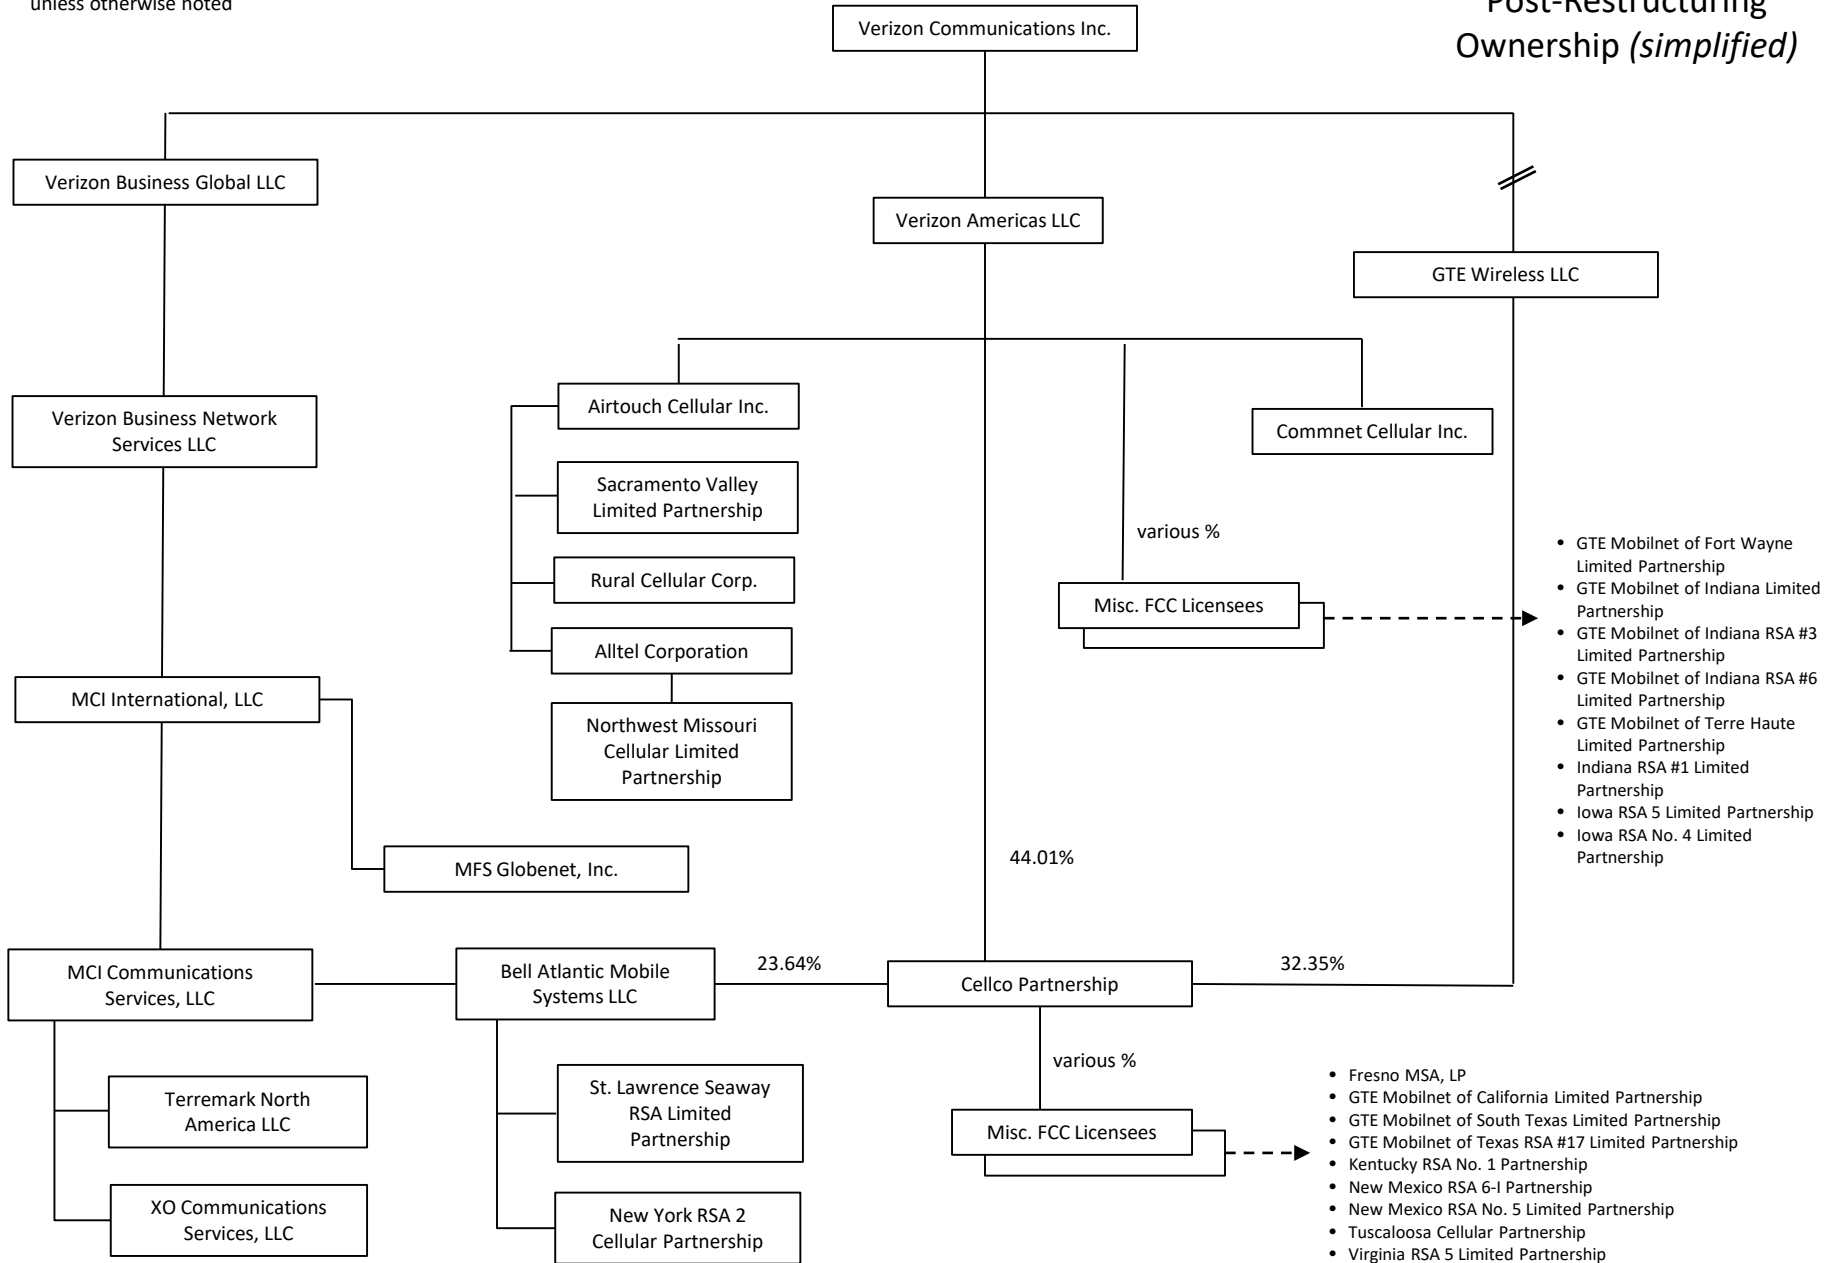 unless otherwise noted
Post-Restructuring
Ownership (simplified)
Verizon Communications Inc.
Verizon Business Global LLC
Verizon Americas LLC
GTE Wireless LLC
Verizon Business Network
Services LLC
Airtouch Cellular Inc.
Commnet Cellular Inc.
Sacramento Valley
Limited Partnership
various %
Rural Cellular Corp.
Misc. FCC Licensees
• GTE Mobilnet of Fort Wayne
Limited Partnership
• GTE Mobilnet of Indiana Limited
Partnership
• GTE Mobilnet of Indiana RSA #3
Limited Partnership
• GTE Mobilnet of Indiana RSA #6
Limited Partnership
• GTE Mobilnet of Terre Haute
Limited Partnership
• Indiana RSA #1 Limited
Partnership
• Iowa RSA 5 Limited Partnership
• Iowa RSA No. 4 Limited
Partnership
Alltel Corporation
MCI International, LLC
Northwest Missouri
Cellular Limited
Partnership
MFS Globenet, Inc.
44.01%
MCI Communications
Services, LLC
Bell Atlantic Mobile
Systems LLC
23.64%
Cellco Partnership
32.35%
various %
Terremark North
America LLC
St. Lawrence Seaway
RSA Limited
Partnership
Misc. FCC Licensees
• Fresno MSA, LP
• GTE Mobilnet of California Limited Partnership
• GTE Mobilnet of South Texas Limited Partnership
• GTE Mobilnet of Texas RSA #17 Limited Partnership
• Kentucky RSA No. 1 Partnership
• New Mexico RSA 6-I Partnership
• New Mexico RSA No. 5 Limited Partnership
• Tuscaloosa Cellular Partnership
• Virginia RSA 5 Limited Partnership
XO Communications
Services, LLC
New York RSA 2
Cellular Partnership